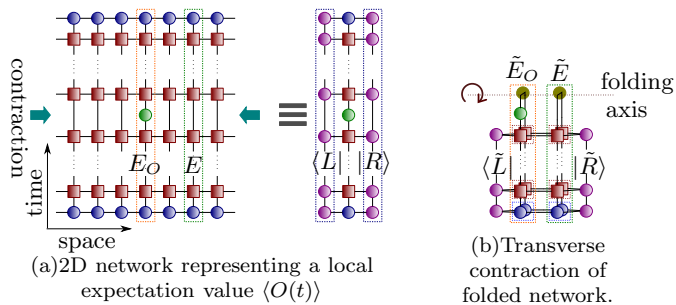 contraction
time
space
E_O
E
⟨L|
|R⟩
(a)2D network representing a local
expectation value ⟨O(t)⟩
Ẽ_O
Ẽ
folding
axis
⟨L̃|
|R̃⟩
(b)Transverse
contraction of
folded network.